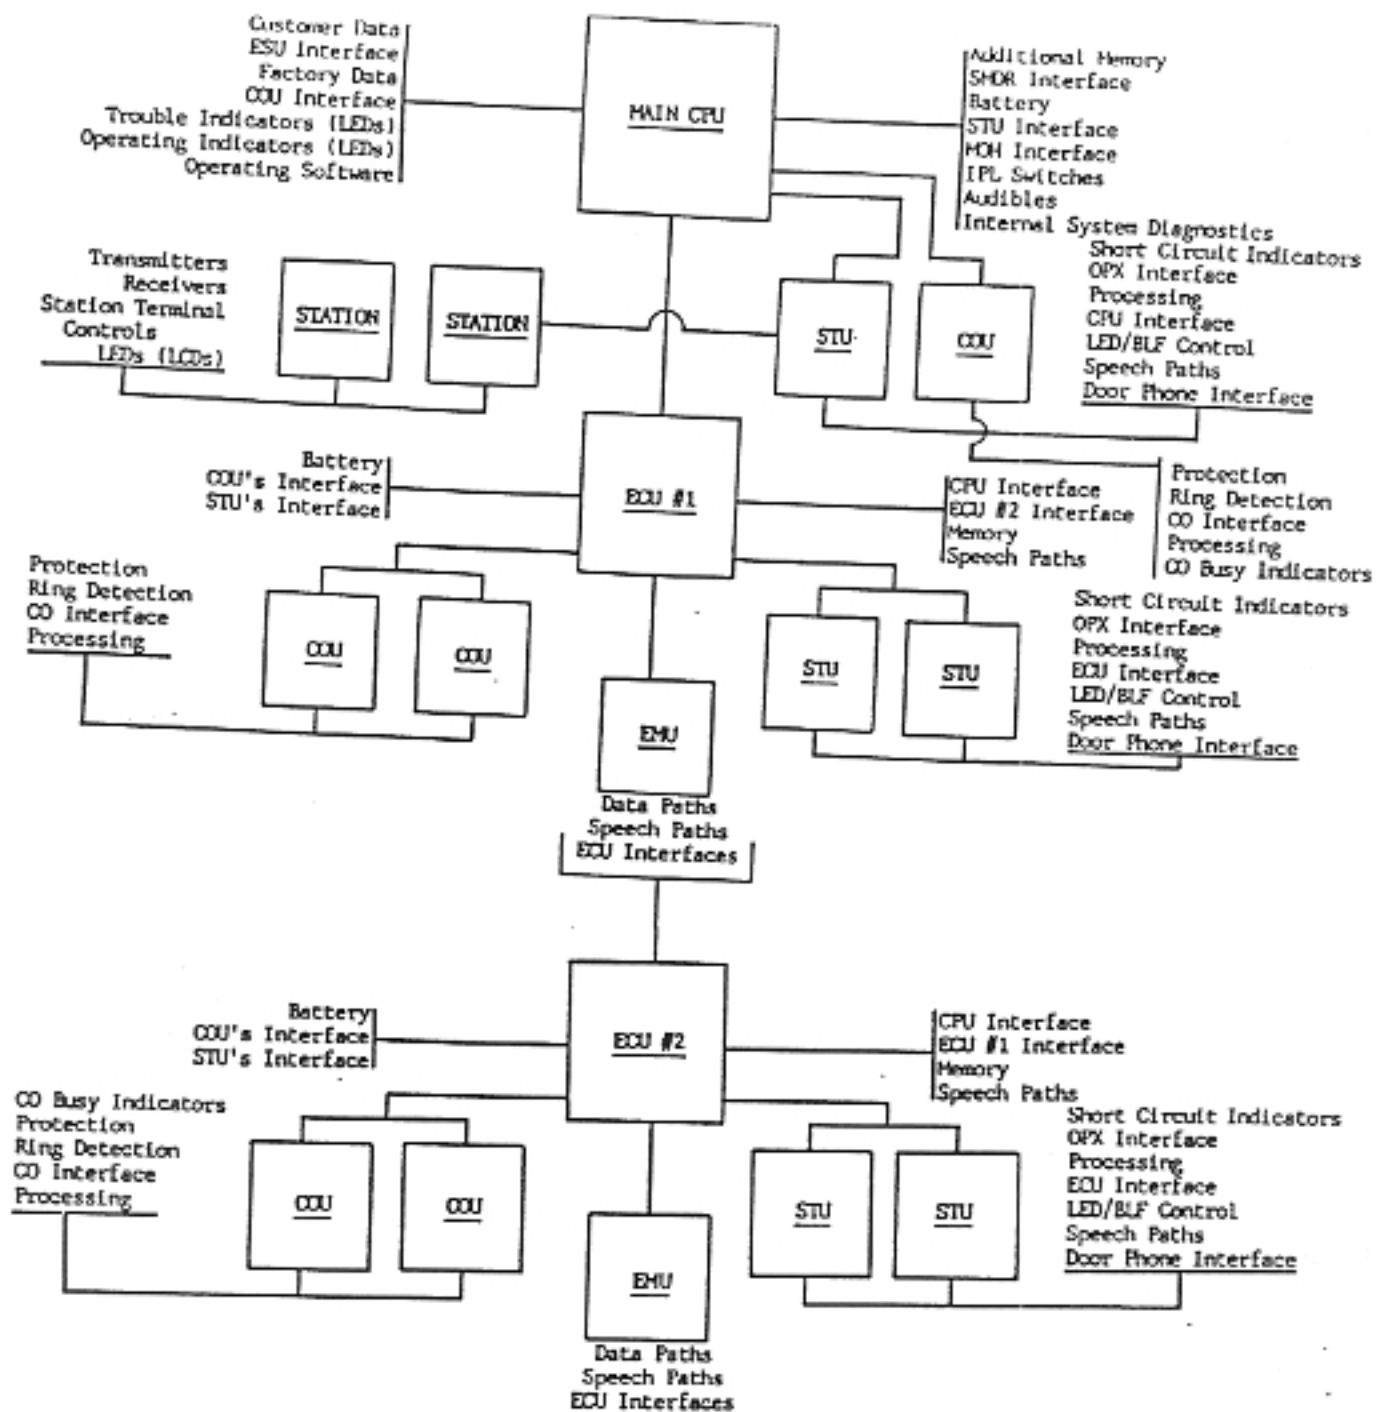 Customer Data
ESU Interface
Factory Data
COU Interface
Trouble Indicators (LEDs)
Operating Indicators (LEDs)
Operating Software
MAIN CPU
Additional Memory
SMDR Interface
Battery
STU Interface
MOH Interface
IPL Switches
Audibles
Internal System Diagnostics
Transmitters
Receivers
Station Terminal
Controls
LEDs (LCDs)
STATION
STATION
STU
COU
Short Circuit Indicators
OPX Interface
Processing
CPU Interface
LED/BLF Control
Speech Paths
Door Phone Interface
Battery
COU's Interface
STU's Interface
ECU #1
CPU Interface
ECU #2 Interface
Memory
Speech Paths
Protection
Ring Detection
CO Interface
Processing
CO Busy Indicators
Protection
Ring Detection
CO Interface
Processing
COU
COU
EMU
Data Paths
Speech Paths
ECU Interfaces
STU
STU
Short Circuit Indicators
OPX Interface
Processing
ECU Interface
LED/BLF Control
Speech Paths
Door Phone Interface
Battery
COU's Interface
STU's Interface
ECU #2
CPU Interface
ECU #1 Interface
Memory
Speech Paths
CO Busy Indicators
Protection
Ring Detection
CO Interface
Processing
COU
COU
EMU
Data Paths
Speech Paths
ECU Interfaces
STU
STU
Short Circuit Indicators
OPX Interface
Processing
ECU Interface
LED/BLF Control
Speech Paths
Door Phone Interface